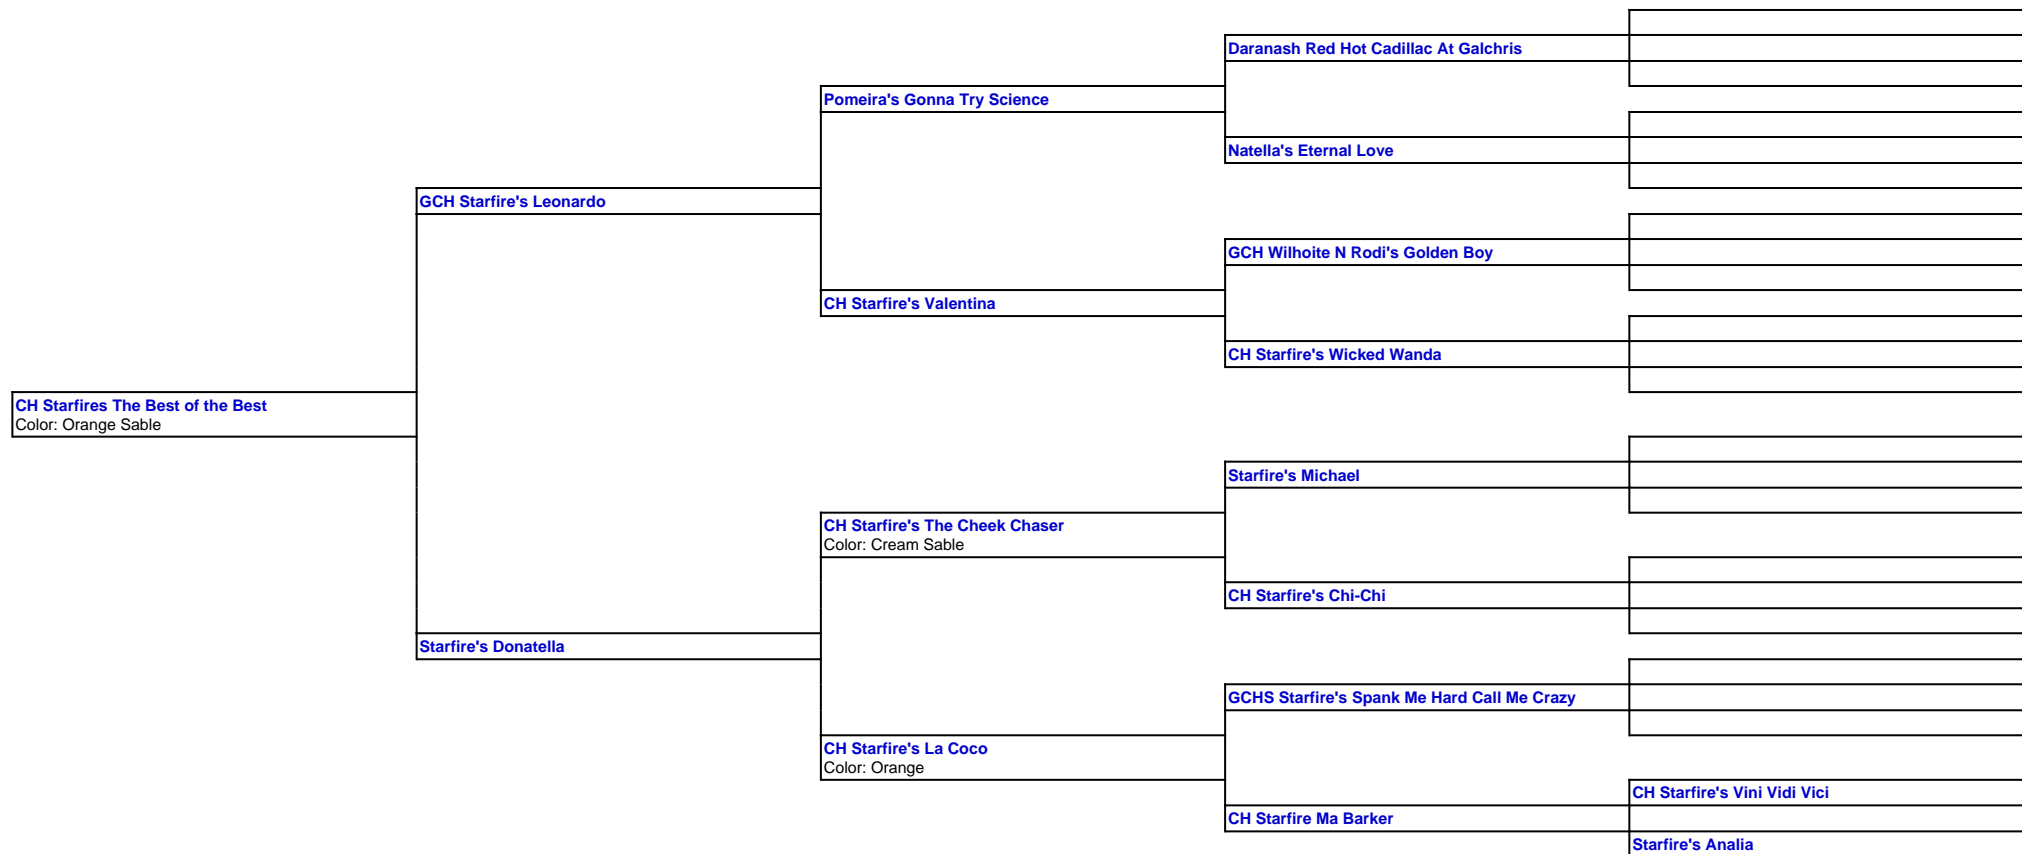 Daranash Red Hot Cadillac At Galchris
Pomeira's Gonna Try Science
Natella's Eternal Love
GCH Starfire's Leonardo
GCH Wilhoite N Rodi's Golden Boy
CH Starfire's Valentina
CH Starfire's Wicked Wanda
CH Starfires The Best of the Best
Color: Orange Sable
Starfire's Michael
CH Starfire's The Cheek Chaser
Color: Cream Sable
CH Starfire's Chi-Chi
Starfire's Donatella
GCHS Starfire's Spank Me Hard Call Me Crazy
CH Starfire's La Coco
Color: Orange
CH Starfire's Vini Vidi Vici
CH Starfire Ma Barker
Starfire's Analia